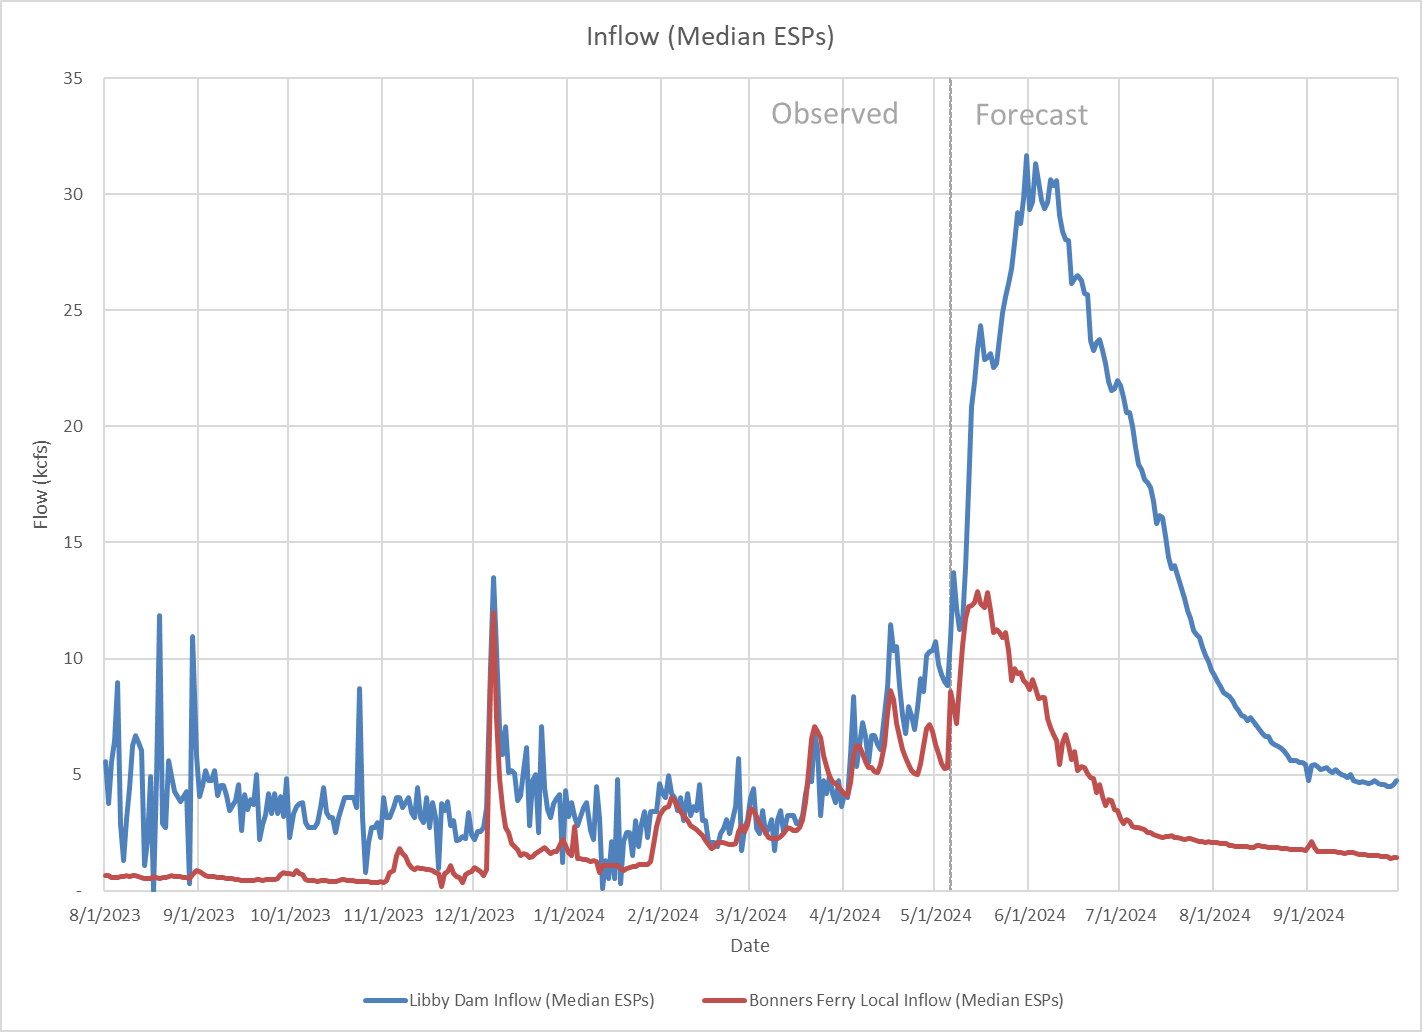 Inflow (Median ESPs)
35
30
25
20
15
10
5
-
Flow (kcfs)
Observed
Forecast
8/1/2023 9/1/2023 10/1/2023 11/1/2023 12/1/2023 1/1/2024 2/1/2024 3/1/2024 4/1/2024 5/1/2024 6/1/2024 7/1/2024 8/1/2024 9/1/2024
Date
Libby Dam Inflow (Median ESPs) Bonners Ferry Local Inflow (Median ESPs)